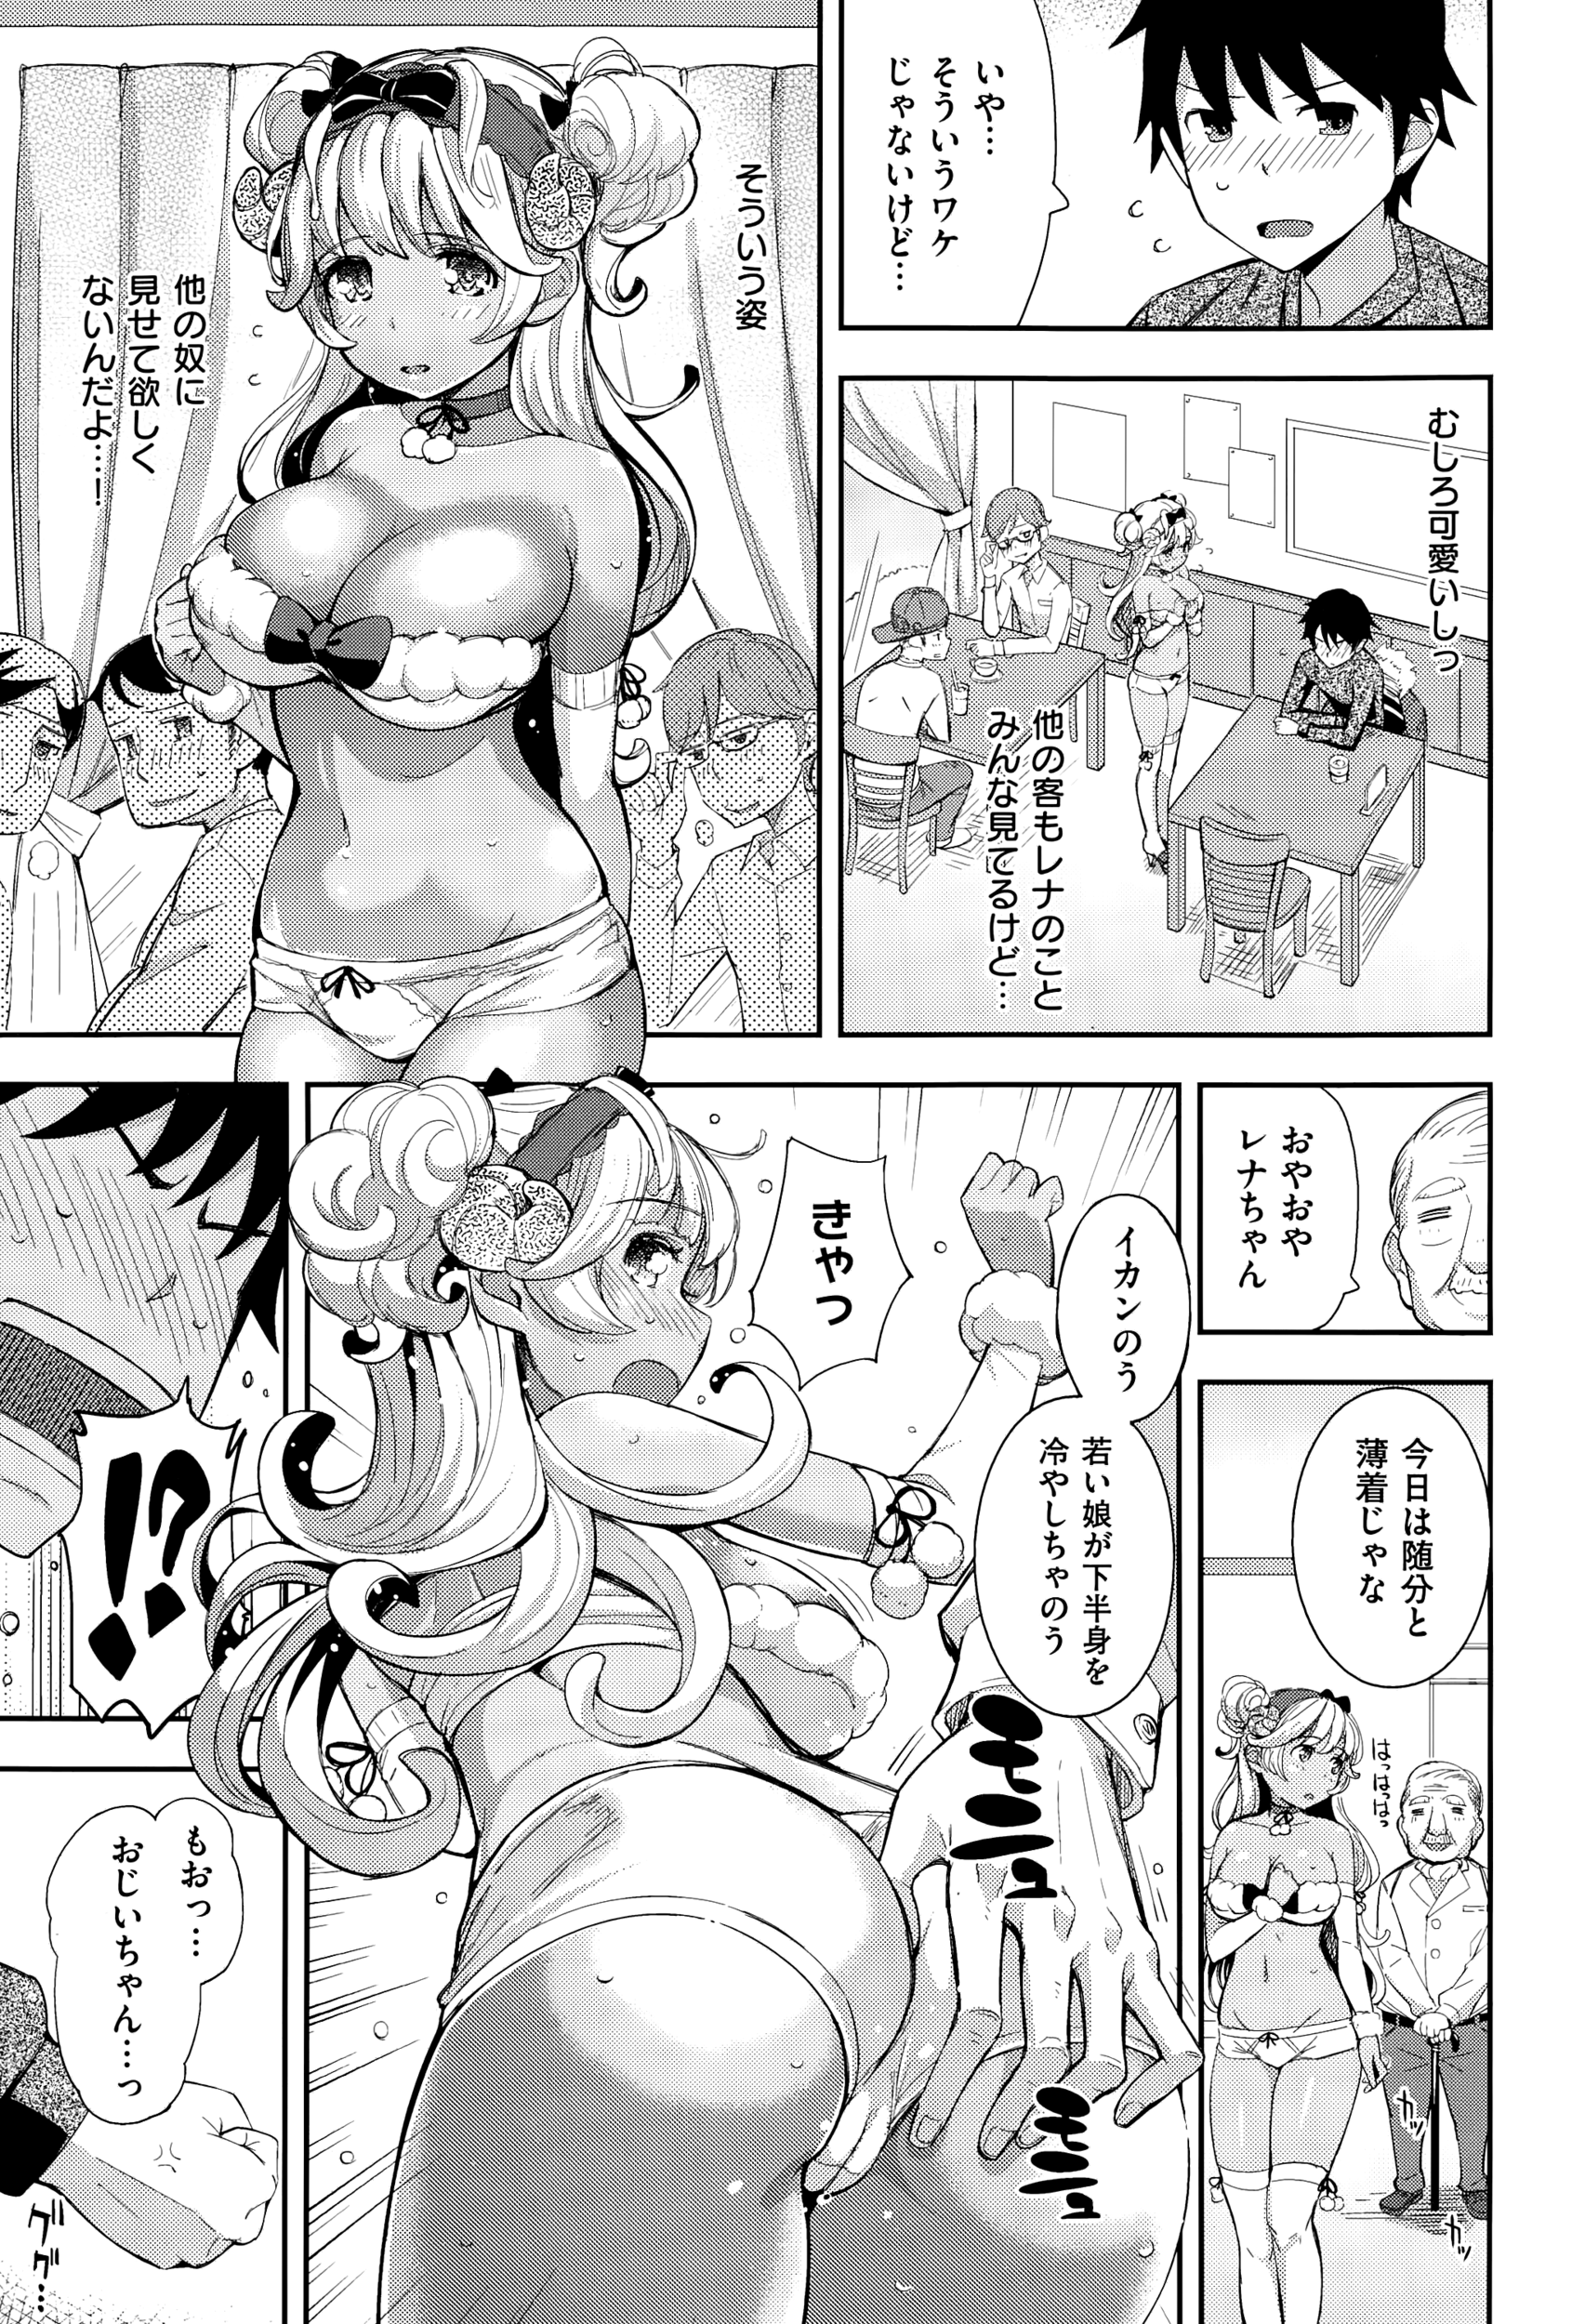 いや…
そういうワケ
じゃないけど…
むしろ可愛いしっ
他の客もレナのこと
みんな見てるけど…
そういう姿
他の奴に
見せて欲しく
ないんだよ…！
おやおや
レナちゃん
今日は随分と
薄着じゃな
はっはっはっ
カッ
カッ
イカンのう
若い娘が下半身を
冷やしちゃのう
きゃっ
モニュ
モニュ
!?
もおっ…
おじいちゃん…っ
ググ…